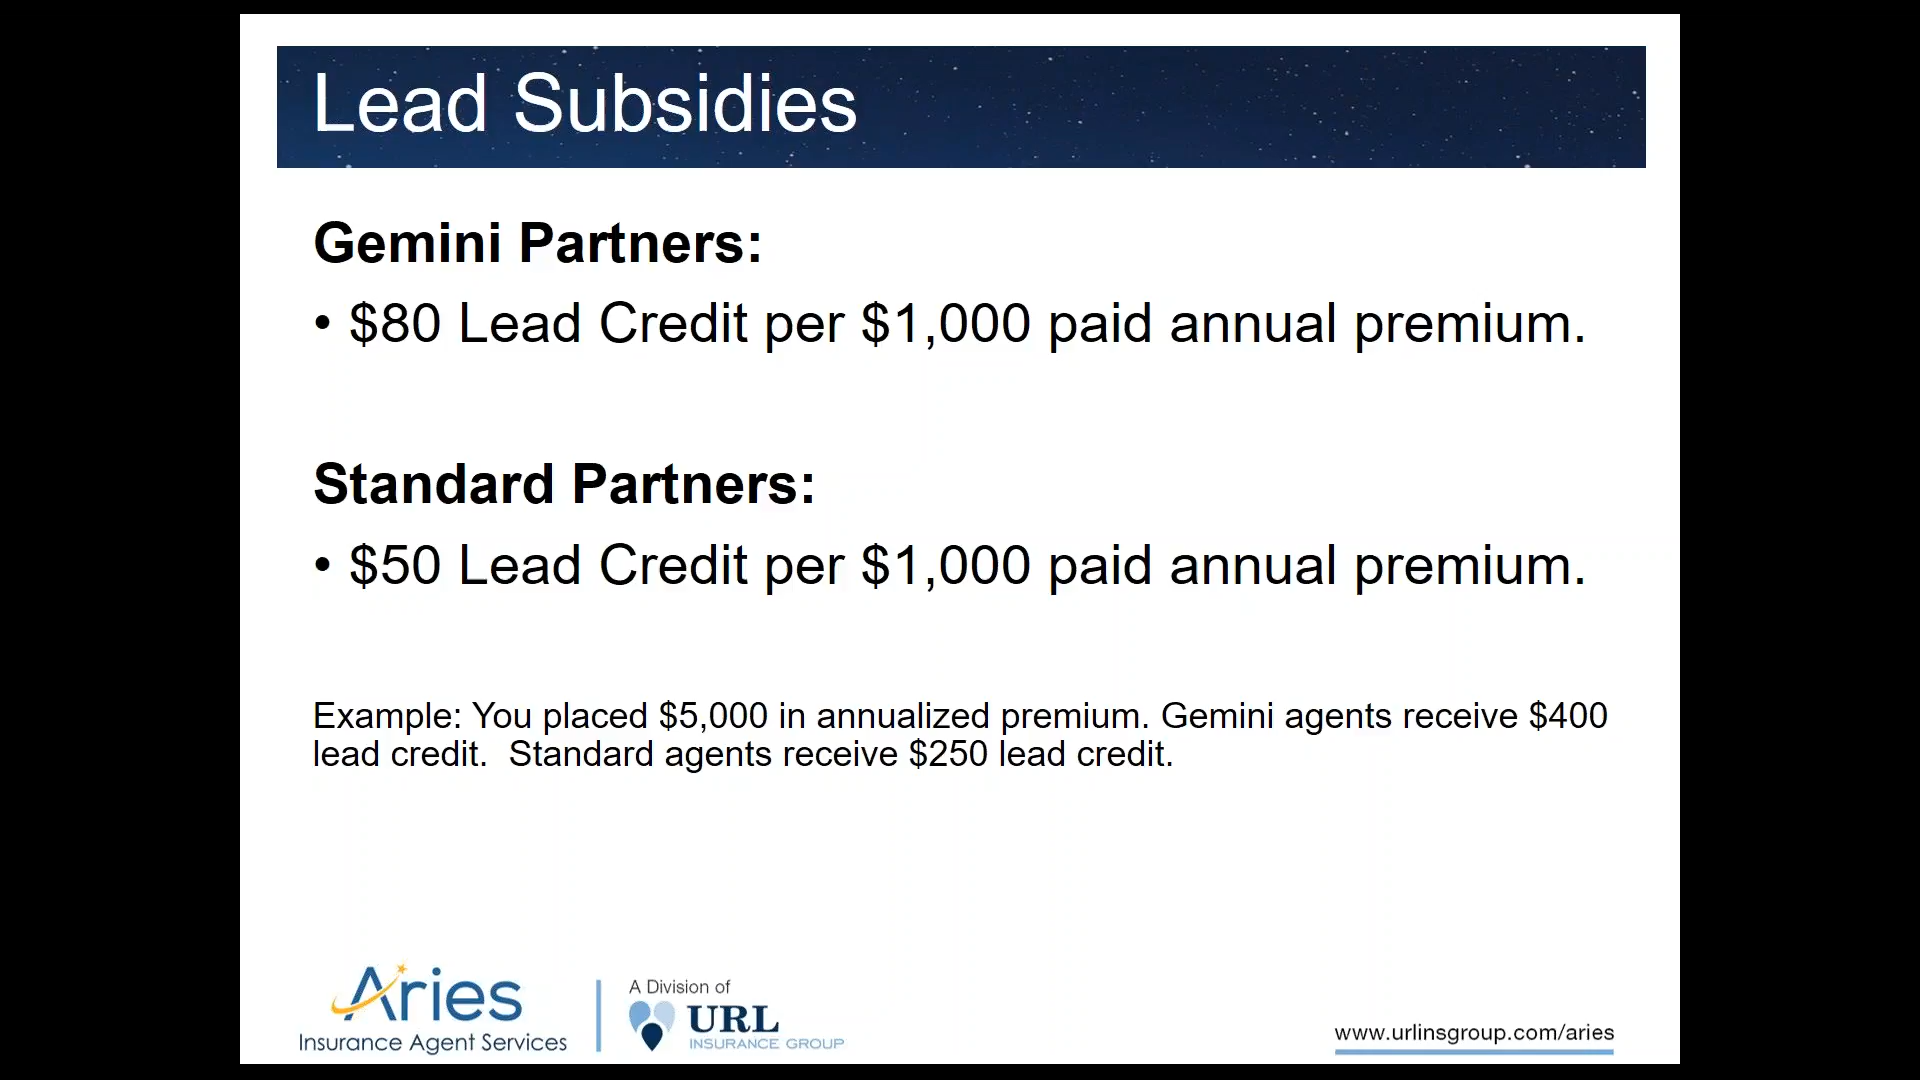 Lead Subsidies
Gemini Partners:
• $80 Lead Credit per $1,000 paid annual premium.
Standard Partners:
• $50 Lead Credit per $1,000 paid annual premium.
Example: You placed $5,000 in annualized premium. Gemini agents receive $400
lead credit.  Standard agents receive $250 lead credit.
Aries
Insurance Agent Services
A Division of
URL
INSURANCE GROUP
www.urlinsgroup.com/aries